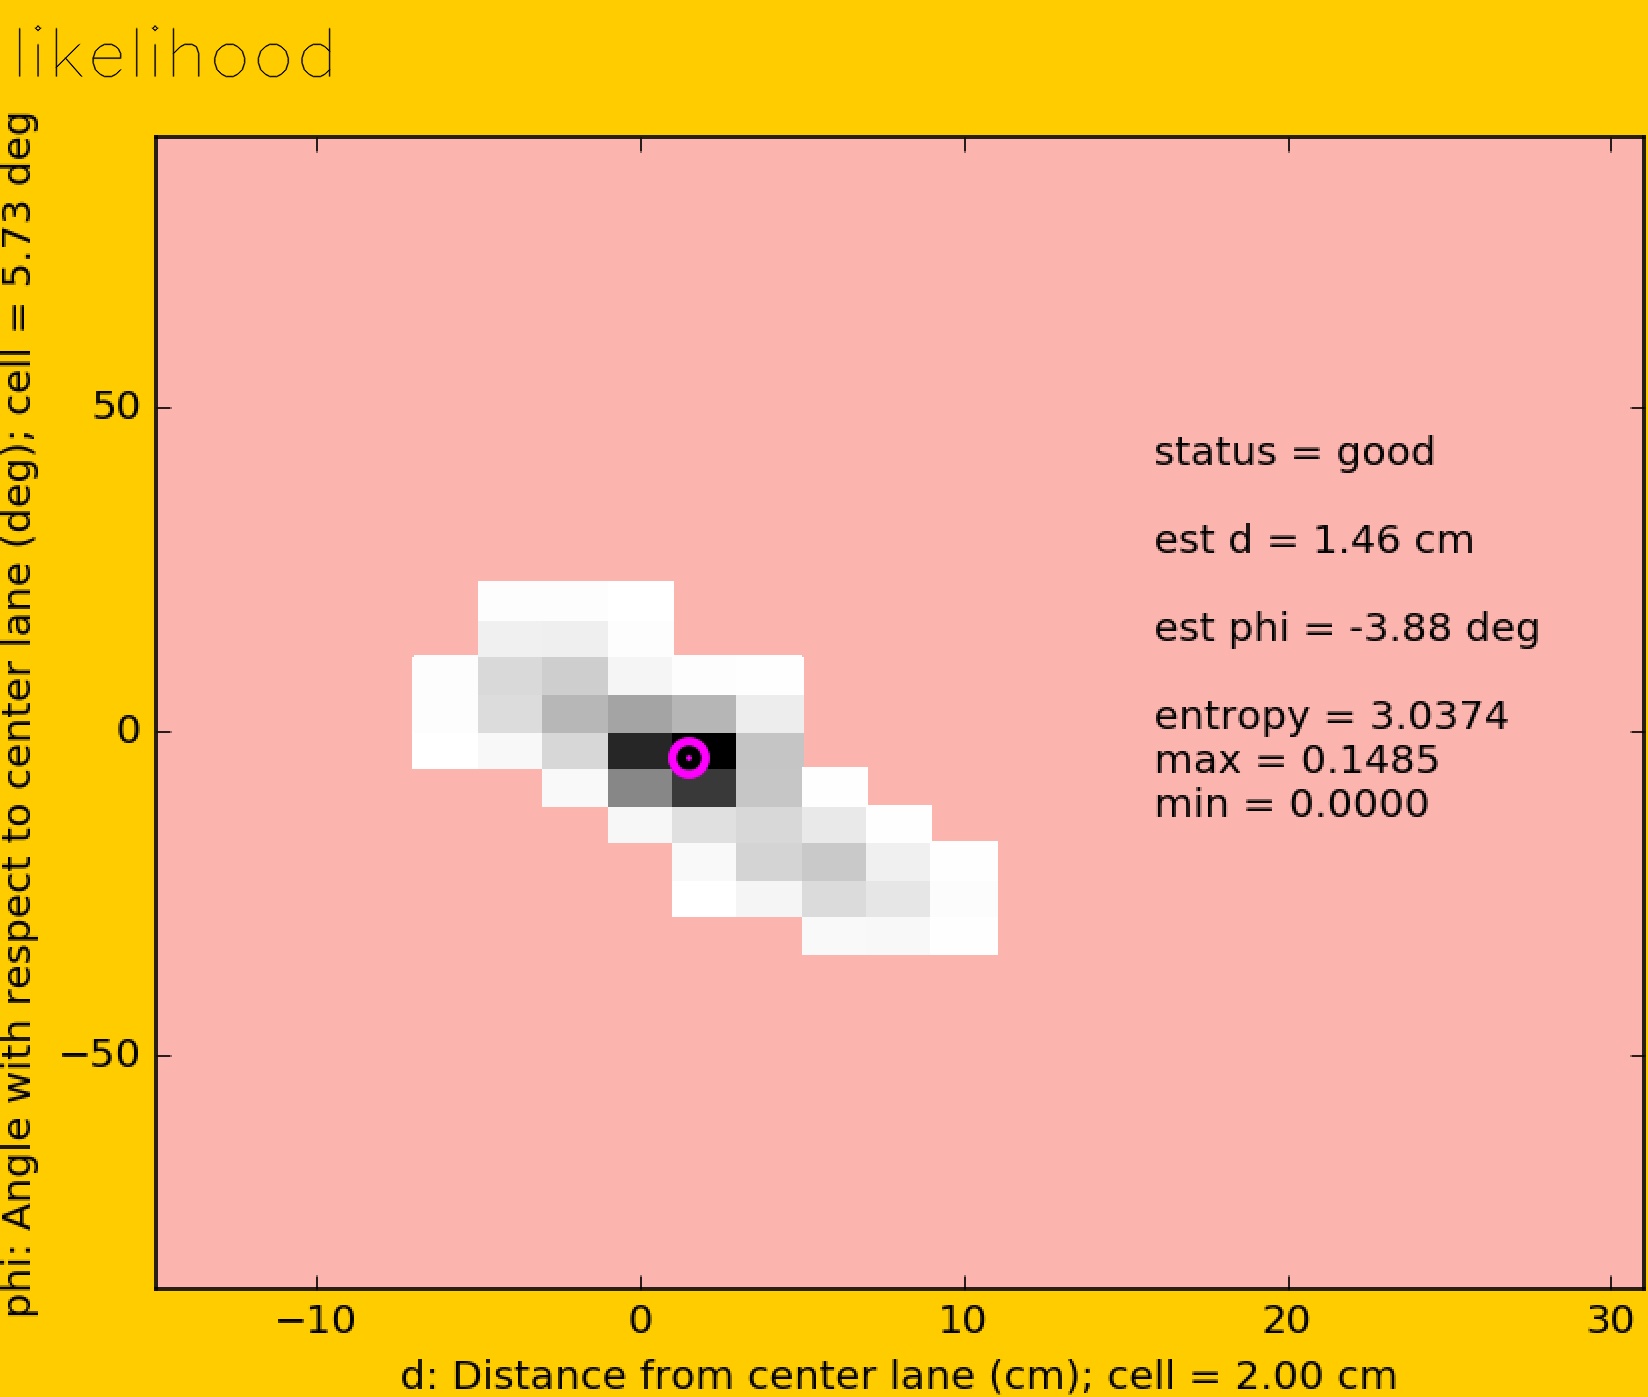 likelihood
phi: Angle with respect to center lane (deg); cell = 5.73 deg
50
0
−50
status = good
est d = 1.46 cm
est phi = -3.88 deg
entropy = 3.0374
max = 0.1485
min = 0.0000
−10 0 10 20 30
d: Distance from center lane (cm); cell = 2.00 cm